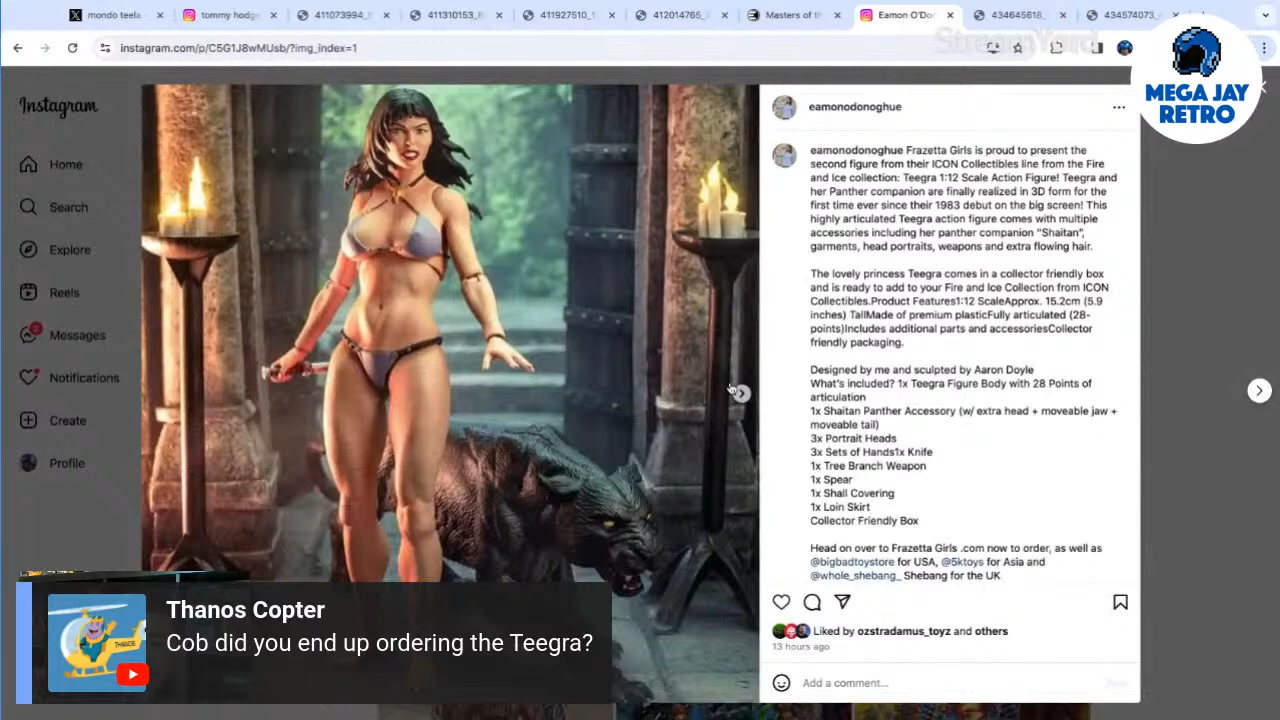 mondo teela
tommy hodge
411073994_
411310153_8
411927510_1
412014765_3
Masters of th
Eamon O'Do
434645618_
434574073_
instagram.com/p/C5G1J8wMUsb/?img_index=1
StreamYard
MEGA JAY
RETRO
Instagram
Home
Search
Explore
Reels
2
Messages
Notifications
Create
Profile
eamonodonoghue
eamonodonoghue Frazetta Girls is proud to present the
second figure from their ICON Collectibles line from the Fire
and Ice collection: Teegra 1:12 Scale Action Figure! Teegra and
her Panther companion are finally realized in 3D form for the
first time ever since their 1983 debut on the big screen! This
highly articulated Teegra action figure comes with multiple
accessories including her panther companion "Shaitan",
garments, head portraits, weapons and extra flowing hair.
The lovely princess Teegra comes in a collector friendly box
and is ready to add to your Fire and Ice Collection from ICON
Collectibles.Product Features1:12 ScaleApprox. 15.2cm (5.9
inches) TallMade of premium plasticFully articulated (28-
points)Includes additional parts and accessoriesCollector
friendly packaging.
Designed by me and sculpted by Aaron Doyle
What's included? 1x Teegra Figure Body with 28 Points of
articulation
1x Shaitan Panther Accessory (w/ extra head + moveable jaw +
moveable tail)
3x Portrait Heads
3x Sets of Hands1x Knife
1x Tree Branch Weapon
1x Spear
1x Shall Covering
1x Loin Skirt
Collector Friendly Box
Head on over to Frazetta Girls .com now to order, as well as
@bigbadtoystore for USA, @5ktoys for Asia and
@whole_shebang_ Shebang for the UK
Liked by ozstradamus_toyz and others
13 hours ago
Add a comment...
Thanos Copter
THANOS
Cob did you end up ordering the Teegra?